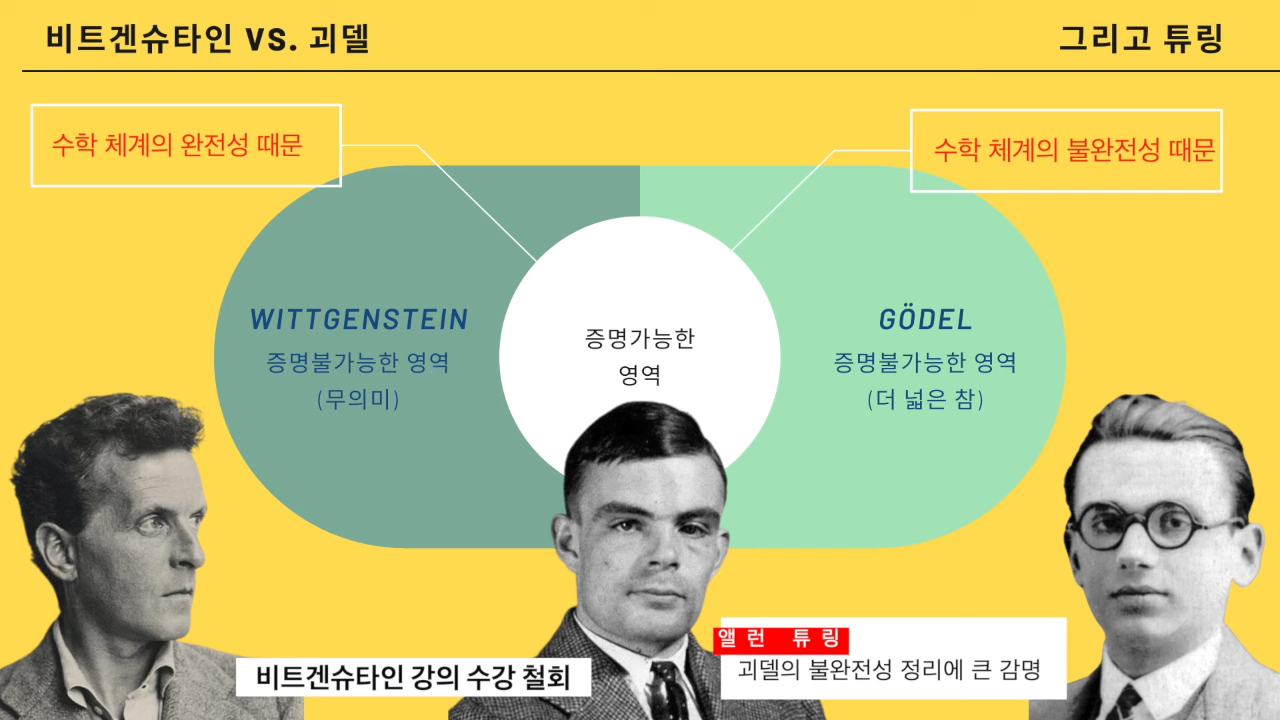 비트겐슈타인 VS. 괴델
그리고 튜링
수학 체계의 완전성 때문
수학 체계의 불완전성 때문
WITTGENSTEIN
증명불가능한 영역
(무의미)
증명가능한
영역
GÖDEL
증명불가능한 영역
(더 넓은 참)
비트겐슈타인 강의 수강 철회
앨런 튜링
괴델의 불완전성 정리에 큰 감명